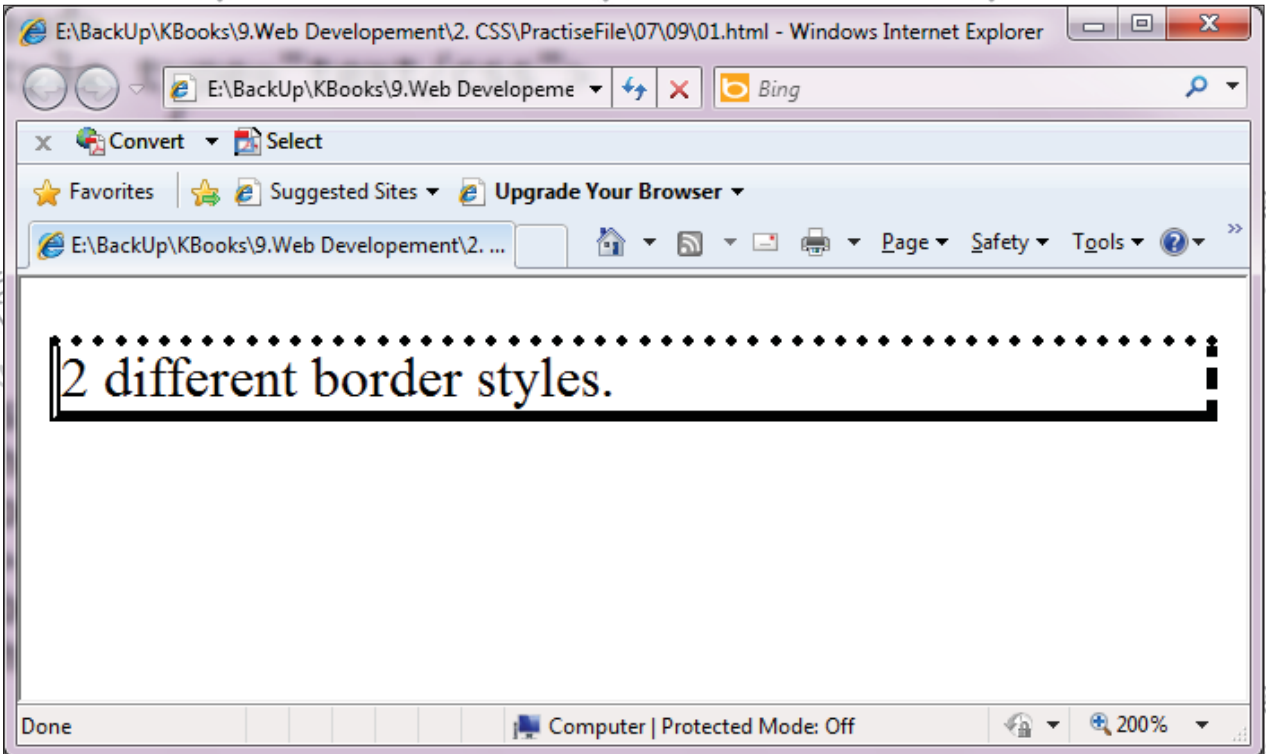 E:\BackUp\KBooks\9.Web Developement\2. CSS\PractiseFile\07\09\01.html - Windows Internet Explorer
E:\BackUp\KBooks\9.Web Developeme Bing
x Convert Select
Favorites Suggested Sites Upgrade Your Browser
E:\BackUp\KBooks\9.Web Developement\2. ... Page Safety Tools
2 different border styles.
Done Computer | Protected Mode: Off 200%